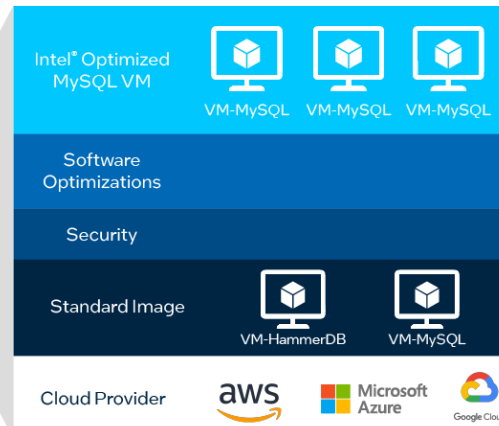 Intel® Optimized
MySQL VM
VM-MySQL VM-MySQL VM-MySQL
Software
Optimizations
Security
Standard Image
VM-HammerDB VM-MySQL
Cloud Provider
aws
Microsoft
Azure
Google